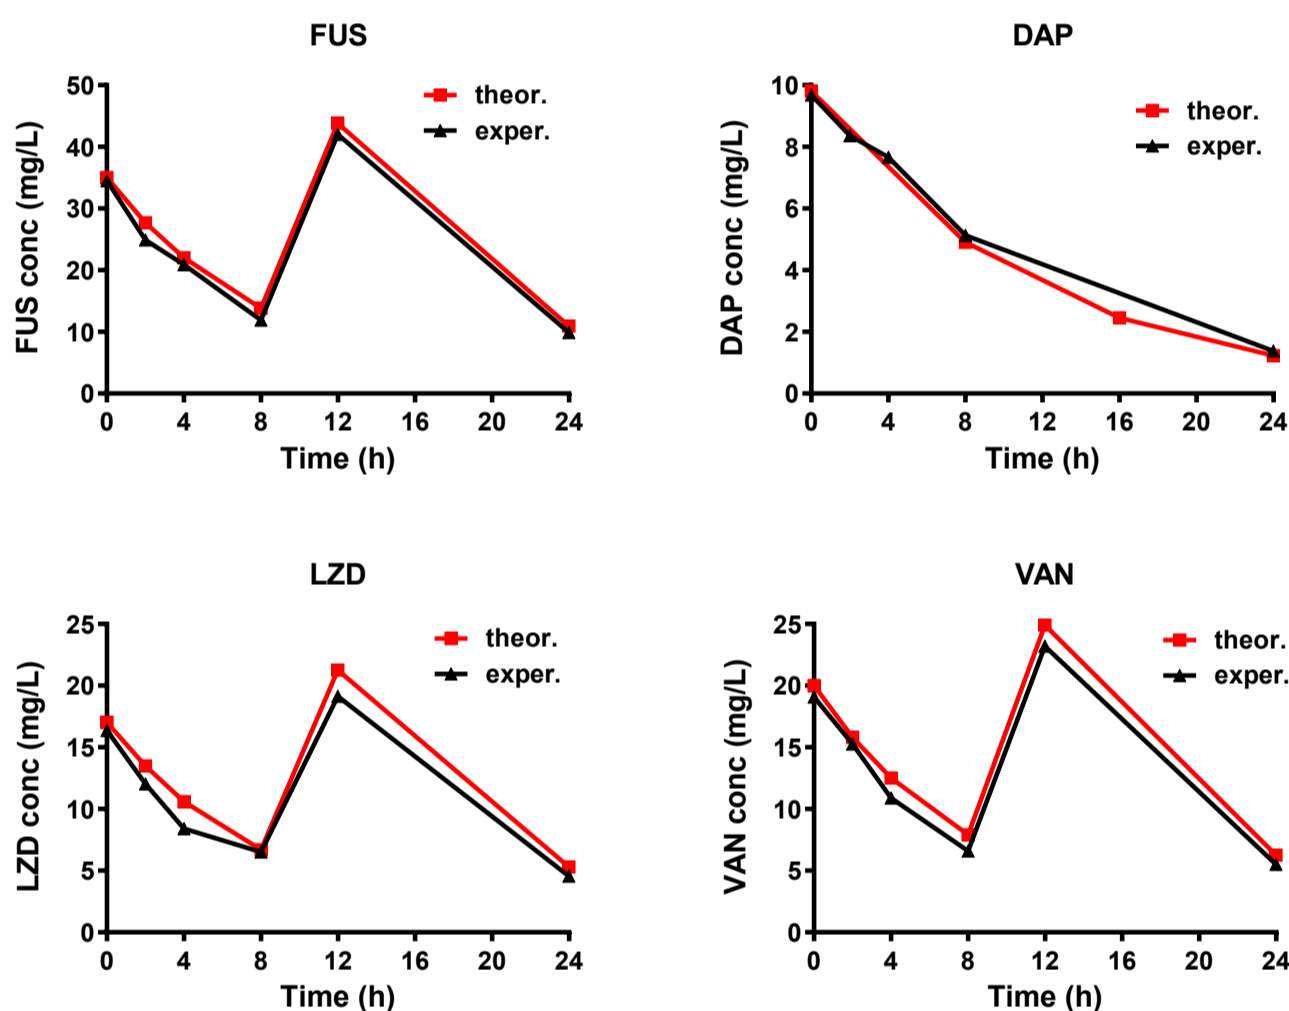 FUS
50
40
30
20
10
0
FUS conc (mg/L)
theor.
exper.
0 4 8 12 16 20 24
Time (h)
DAP
10
8
6
4
2
0
DAP conc (mg/L)
theor.
exper.
0 4 8 12 16 20 24
Time (h)
LZD
25
20
15
10
5
0
LZD conc (mg/L)
theor.
exper.
0 4 8 12 16 20 24
Time (h)
VAN
25
20
15
10
5
0
VAN conc (mg/L)
theor.
exper.
0 4 8 12 16 20 24
Time (h)